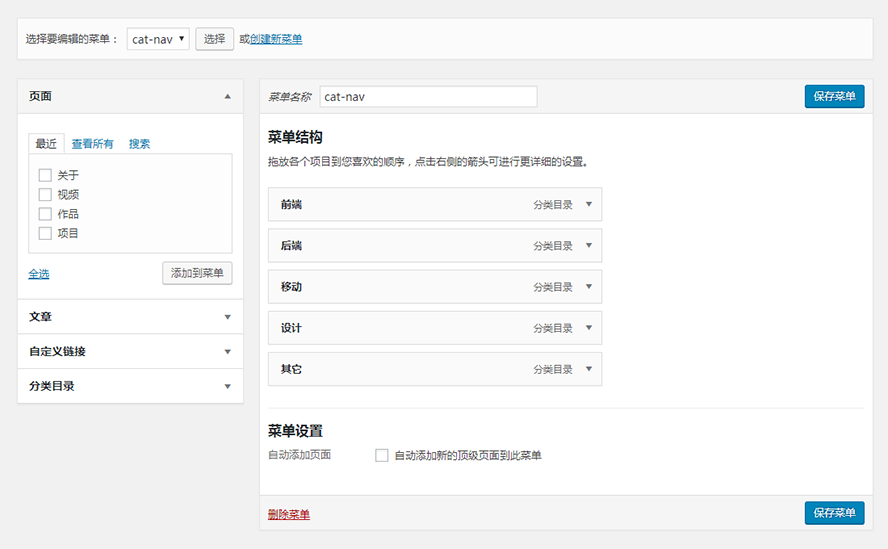 选择要编辑的菜单： cat-nav 选择 或创建新菜单
页面
最近 查看所有 搜索
关于
视频
作品
项目
全选 添加到菜单
文章
自定义链接
分类目录
菜单名称 cat-nav 保存菜单
菜单结构
拖放各个项目到您喜欢的顺序，点击右侧的箭头可进行更详细的设置。
前端 分类目录
后端 分类目录
移动 分类目录
设计 分类目录
其它 分类目录
菜单设置
自动添加页面 自动添加新的顶级页面到此菜单
删除菜单 保存菜单